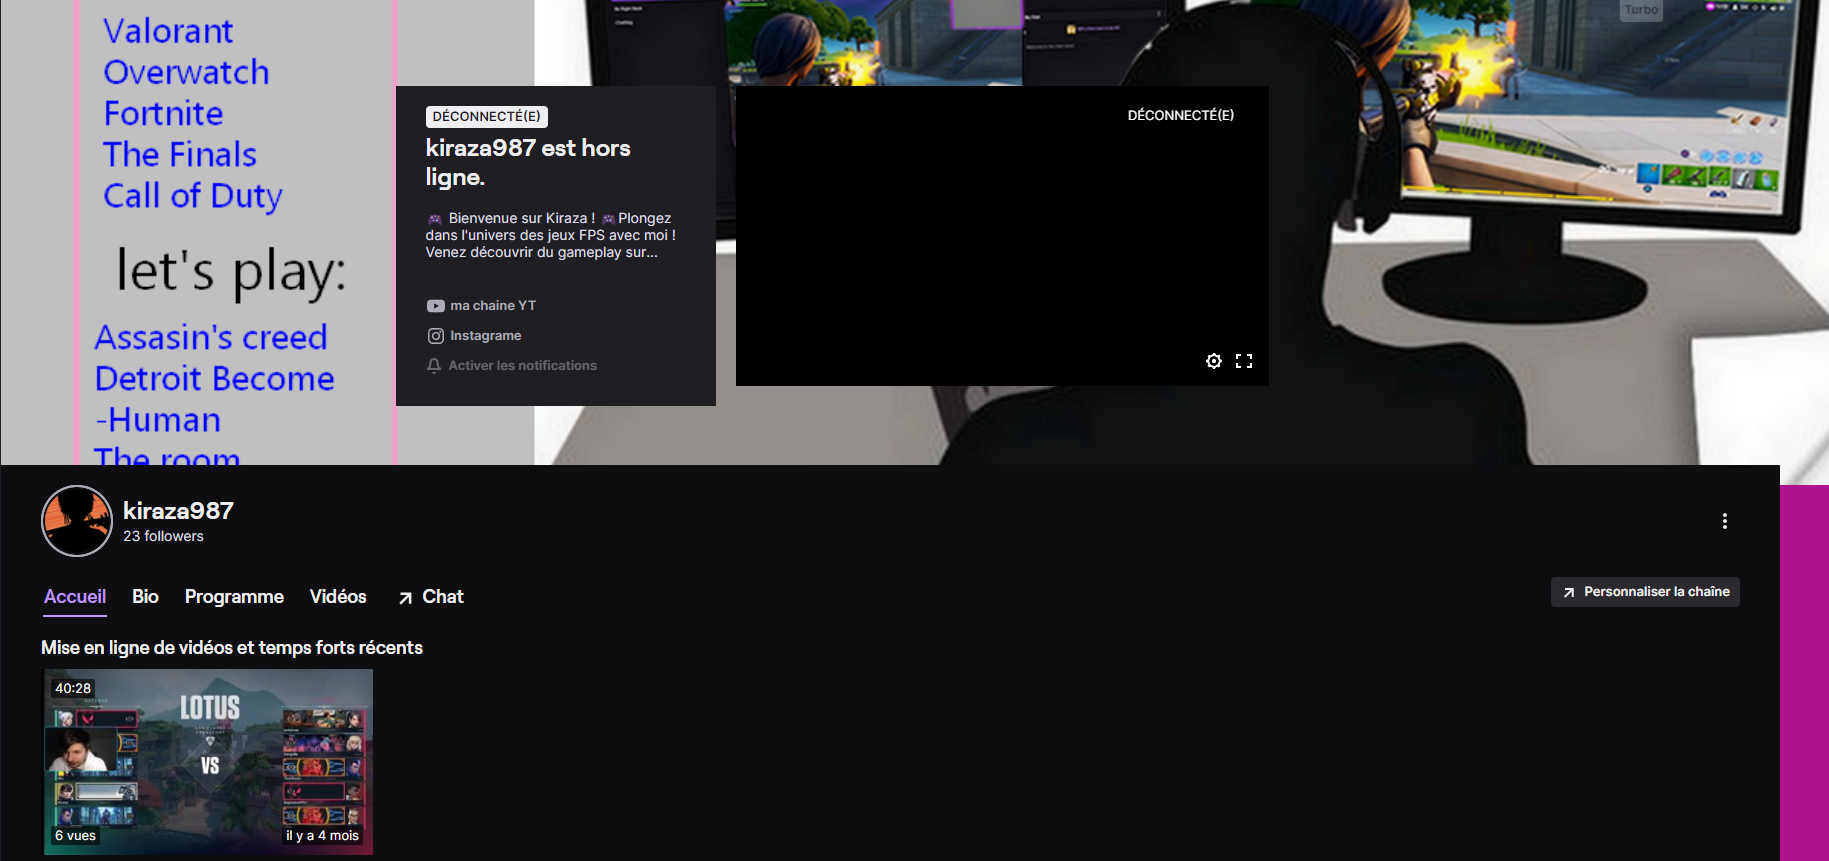 Valorant
Overwatch
Fortnite
The Finals
Call of Duty
let's play:
Assasin's creed
Detroit Become
-Human
The room
Turbo
DÉCONNECTÉ(E)
kiraza987 est hors
ligne.
🎮 Bienvenue sur Kiraza ! 🎮Plongez
dans l'univers des jeux FPS avec moi !
Venez découvrir du gameplay sur...
ma chaine YT
Instagrame
Activer les notifications
DÉCONNECTÉ(E)
kiraza987
23 followers
Accueil
Bio
Programme
Vidéos
Chat
Personnaliser la chaîne
Mise en ligne de vidéos et temps forts récents
40:28
LOTUS
VS
6 vues
il y a 4 mois